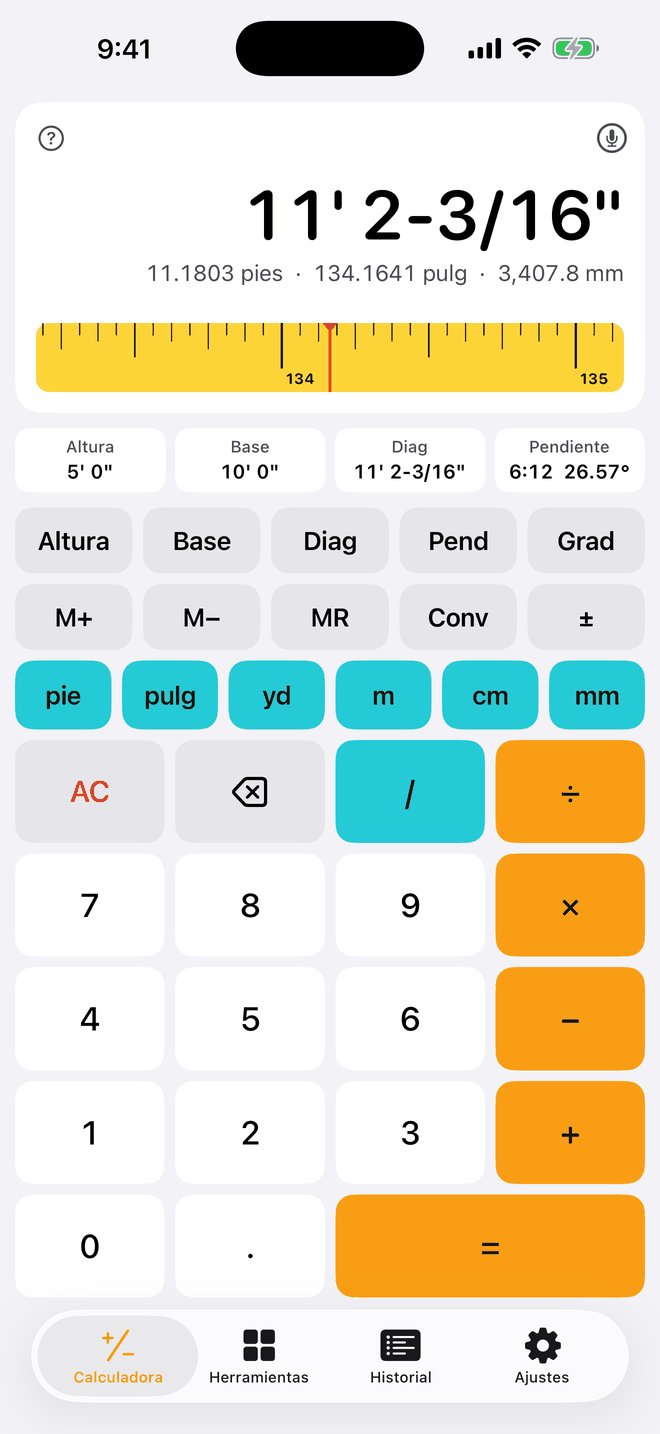 9:41
11' 2-3/16"
11.1803 pies · 134.1641 pulg · 3,407.8 mm
134 135
Altura Base Diag Pendiente
5' 0" 10' 0" 11' 2-3/16" 6:12 26.57°
Altura Base Diag Pend Grad
M+ M− MR Conv ±
pie pulg yd m cm mm
AC / ÷
7 8 9 ×
4 5 6 −
1 2 3 +
0 . =
Calculadora Herramientas Historial Ajustes